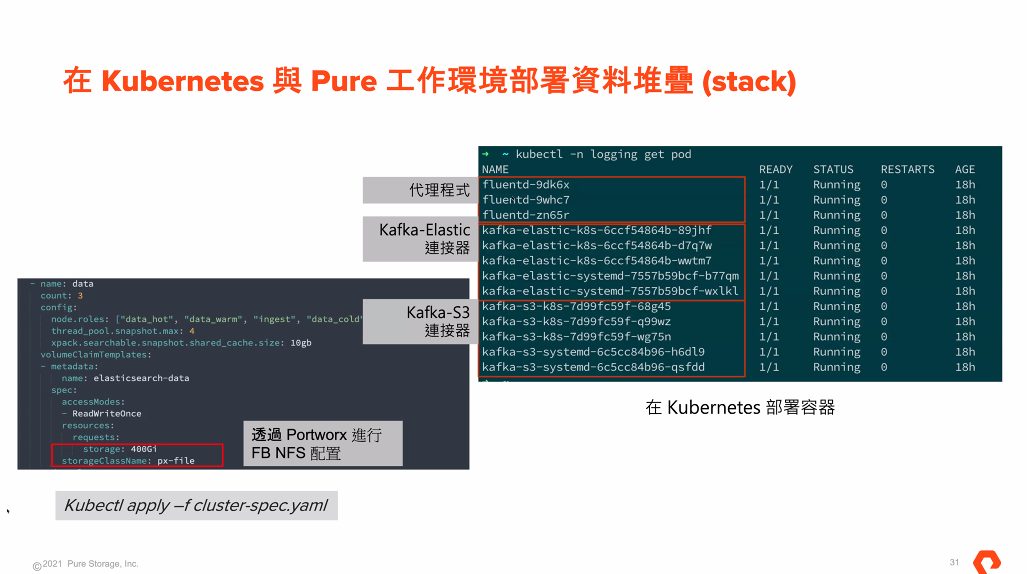 在 Kubernetes 與 Pure 工作環境部署資料堆疊 (stack)
➜ ~ kubectl -n logging get pod
NAME READY STATUS RESTARTS AGE
fluentd-9dk6x 1/1 Running 0 18h
fluentd-9whc7 1/1 Running 0 18h
fluentd-zn65r 1/1 Running 0 18h
kafka-elastic-k8s-6ccf54864b-89jhf 1/1 Running 0 18h
kafka-elastic-k8s-6ccf54864b-d7q7w 1/1 Running 0 18h
kafka-elastic-k8s-6ccf54864b-wwtm7 1/1 Running 0 18h
kafka-elastic-systemd-7557b59bcf-b77qm 1/1 Running 0 18h
kafka-elastic-systemd-7557b59bcf-wxlkl 1/1 Running 0 18h
kafka-s3-k8s-7d99fc59f-68g45 1/1 Running 0 18h
kafka-s3-k8s-7d99fc59f-q99wz 1/1 Running 0 18h
kafka-s3-k8s-7d99fc59f-wg75n 1/1 Running 0 18h
kafka-s3-systemd-6c5cc84b96-h6dl9 1/1 Running 0 18h
kafka-s3-systemd-6c5cc84b96-qsfdd 1/1 Running 0 18h
代理程式
Kafka-Elastic
連接器
Kafka-S3
連接器
在 Kubernetes 部署容器
- name: data
count: 3
config:
node.roles: ["data_hot", "data_warm", "ingest", "data_cold"
thread_pool.snapshot.max: 4
xpack.searchable.snapshot.shared_cache.size: 10gb
volumeClaimTemplates:
- metadata:
name: elasticsearch-data
spec:
accessModes:
- ReadWriteOnce
resources:
requests:
storage: 400Gi
storageClassName: px-file
透過 Portworx 進行
FB NFS 配置
Kubectl apply –f cluster-spec.yaml
、
©2021 Pure Storage, Inc.
31